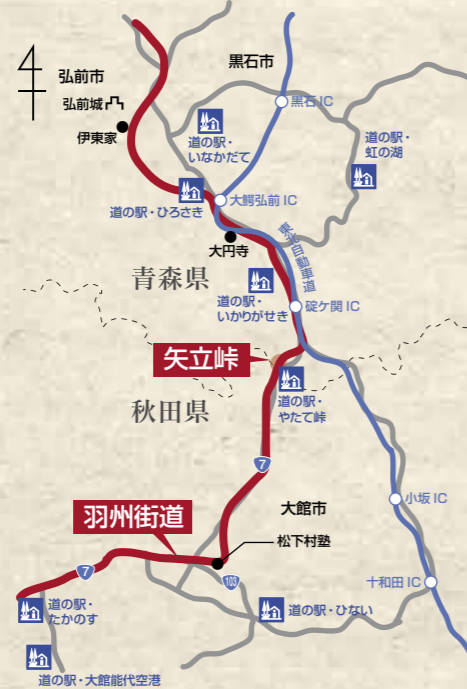 弘前市
弘前城
伊東家
黒石市
黒石 IC
道の駅・
いなかだて
道の駅・
虹の湖
道の駅・ひろさき
大鰐弘前 IC
大円寺
東北自動車道
青森県
道の駅・
いかりがせき
碇ケ関 IC
矢立峠
道の駅・
やたて峠
秋田県
7
小坂 IC
大館市
羽州街道
松下村塾
7
103
十和田 IC
道の駅・
たかのす
道の駅・ひない
道の駅・大館能代空港